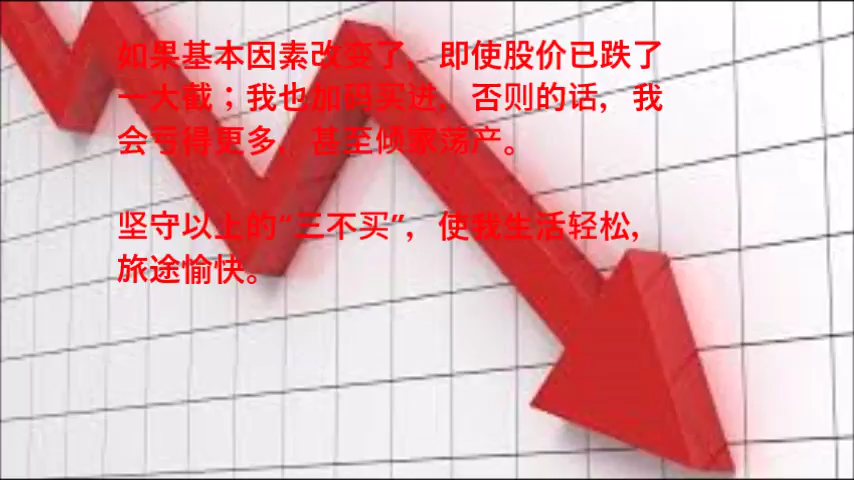 如果基本因素改变了，即使股价已跌了
一大截；我也加码买进，否则的话，我
会亏得更多，甚至倾家荡产。
坚守以上的“三不买”，使我生活轻松，
旅途愉快。